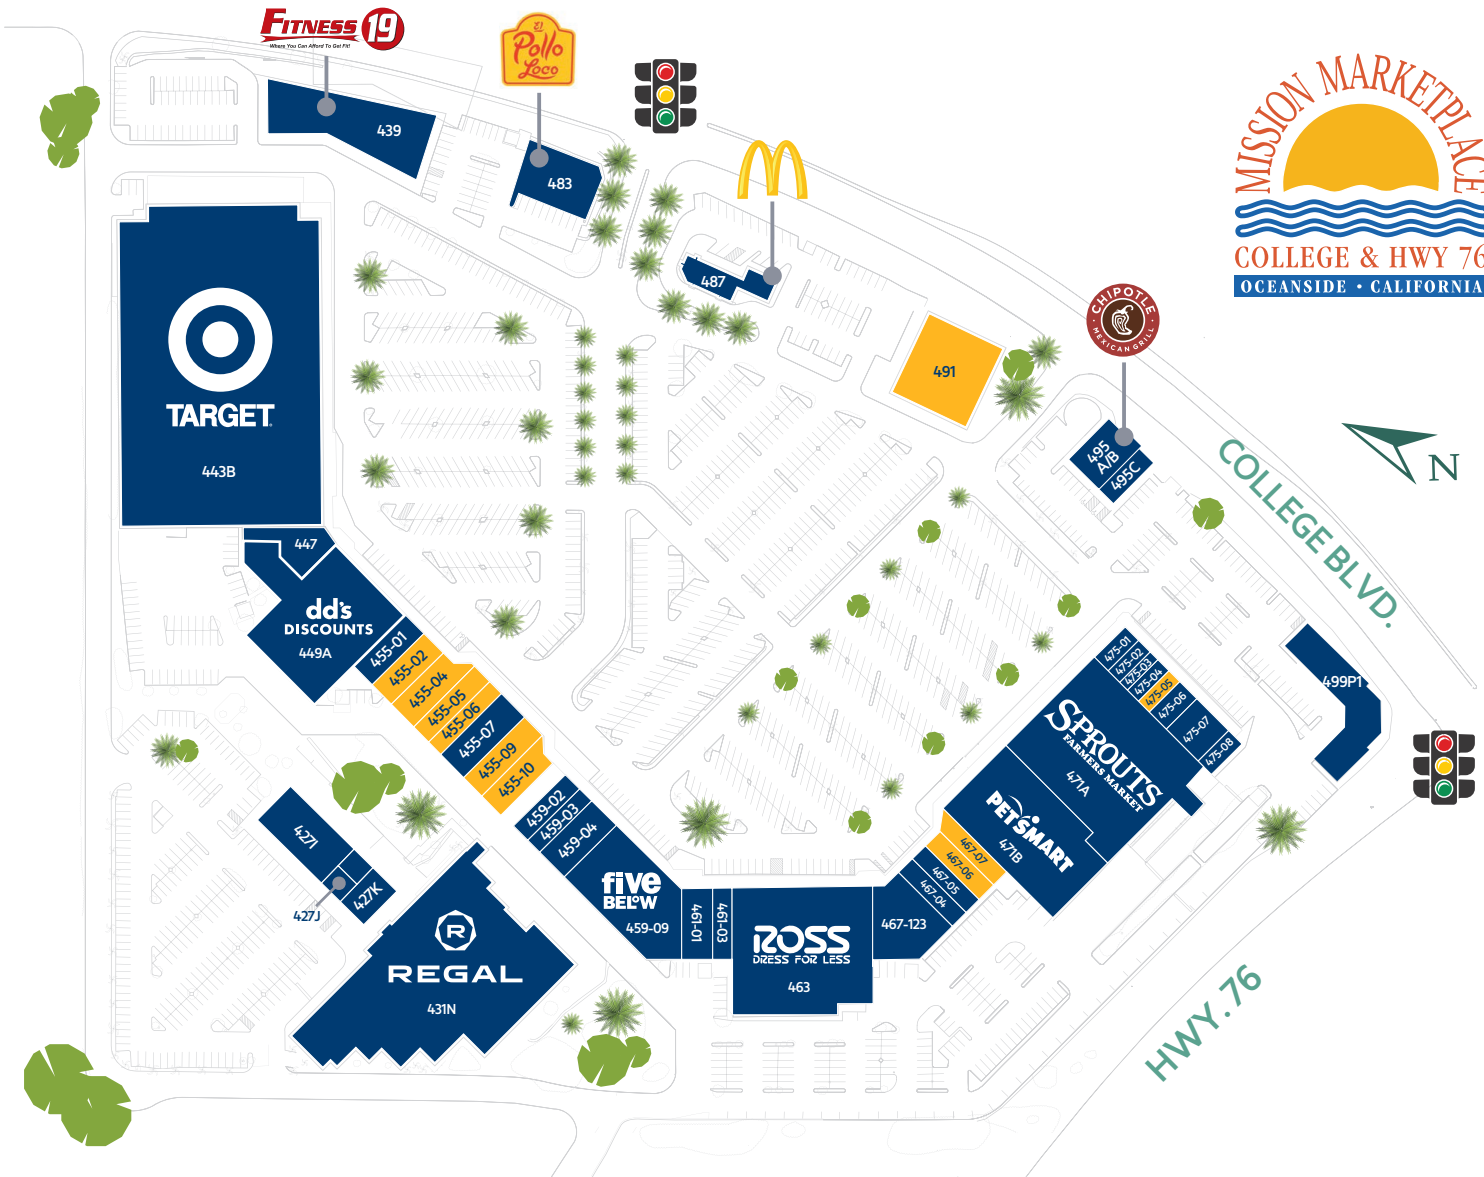 FITNESS 19
Where You Can Afford To Get Fit!
El
Pollo
Loco
439
483
487
MISSION MARKETPLACE
COLLEGE & HWY 76
OCEANSIDE • CALIFORNIA
CHIPOTLE
MEXICAN GRILL
491
TARGET
443B
495
A/B
495C
N
COLLEGE BLVD.
447
dd's
DISCOUNTS
449A
455-01
455-02
455-04
455-05
455-06
455-07
455-09
455-10
475-01
475-02
475-03
475-04
475-05
475-06
475-07
475-08
499P1
SPROUTS
FARMERS MARKET
471A
PETSMART
471B
459-02
459-03
459-04
five
BELOW
459-09
461-01
461-03
ROSS
DRESS FOR LESS
463
467-123
467-04
467-05
467-06
467-07
427I
427J
427K
R
REGAL
431N
HWY. 76